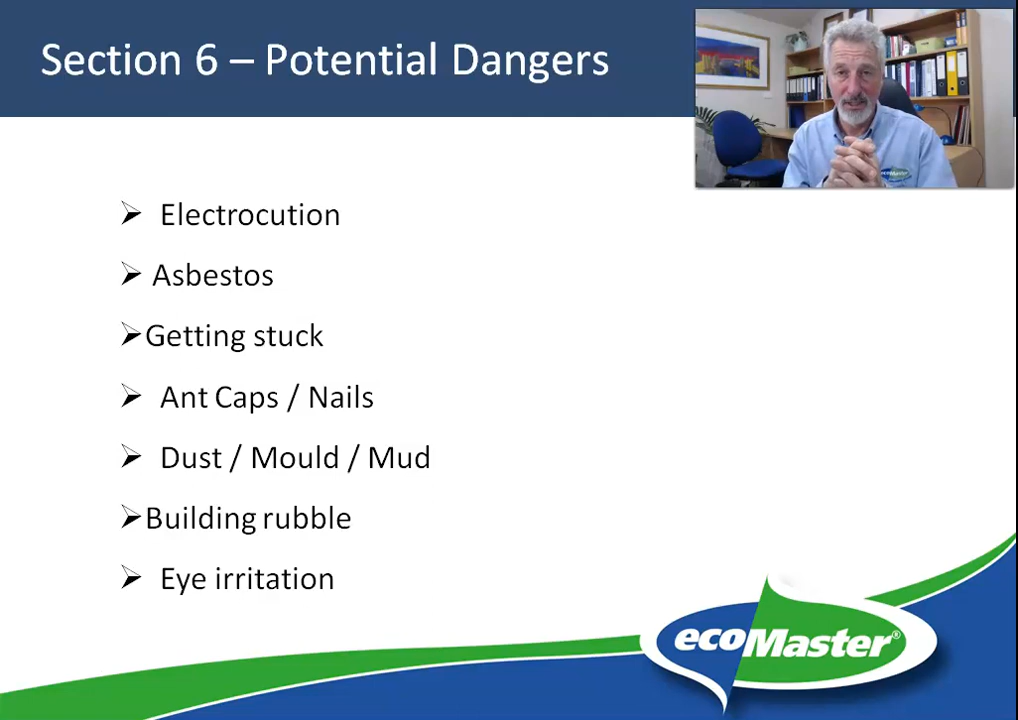 Section 6 – Potential Dangers
ecoMaster
Electrocution
Asbestos
Getting stuck
Ant Caps / Nails
Dust / Mould / Mud
Building rubble
Eye irritation
ecoMaster®